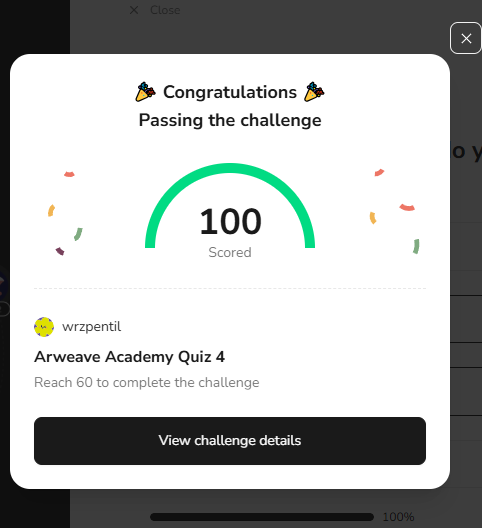 Close
Congratulations
Passing the challenge
100
Scored
wrzpentil
Arweave Academy Quiz 4
Reach 60 to complete the challenge
View challenge details
100%